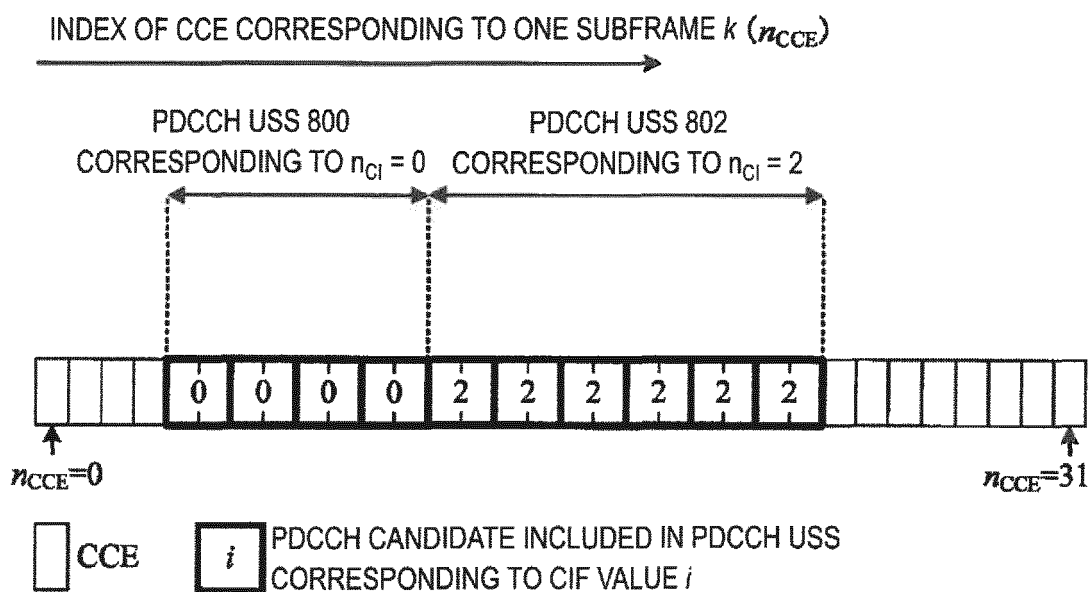 INDEX OF CCE CORRESPONDING TO ONE SUBFRAME k (nCCE)
PDCCH USS 800
CORRESPONDING TO nCI = 0
PDCCH USS 802
CORRESPONDING TO nCI = 2
0 0 0 0 2 2 2 2 2 2
nCCE=0
nCCE=31
CCE
i
PDCCH CANDIDATE INCLUDED IN PDCCH USS
CORRESPONDING TO CIF VALUE i